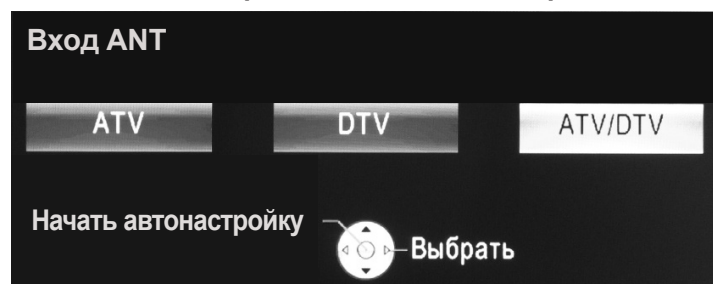 Вход ANT
ATV DTV ATV/DTV
Начать автонастройку Выбрать